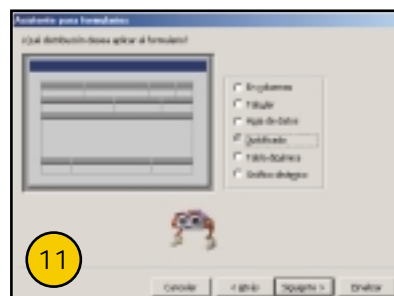 Asistente para formularios
¿Qué distribución desea aplicar al formulario?
En columnas
Tabular
Hoja de datos
Justificado
Tabla dinámica
Gráfico dinámico
11
Cancelar
< Atrás
Siguiente >
Finalizar